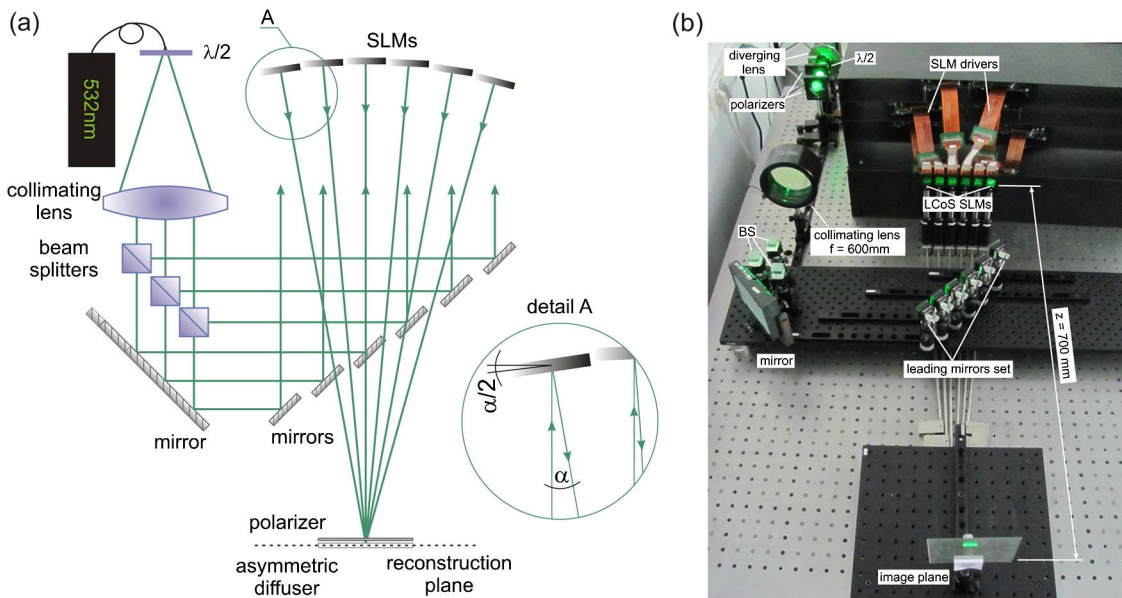 (a)
532nm
λ/2
A
SLMs
collimating
lens
beam
splitters
mirror
mirrors
detail A
α/2
α
polarizer
asymmetric
diffuser
reconstruction
plane
(b)
diverging
lens
λ/2
polarizers
SLM drivers
LCoS SLMs
BS
collimating lens
f = 600mm
mirror
leading mirrors set
z = 700 mm
image plane